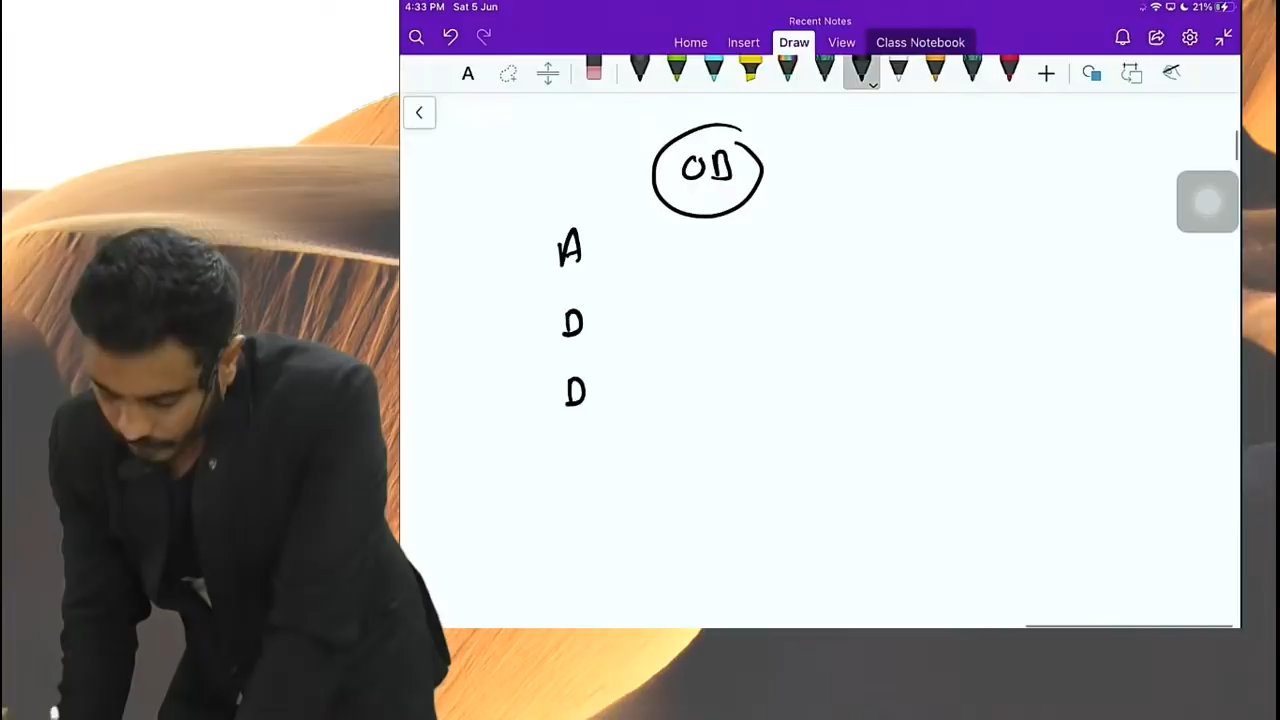 4:33 PM Sat 5 Jun 21%
Recent Notes
Home Insert Draw View Class Notebook
A
OD
A
D
D